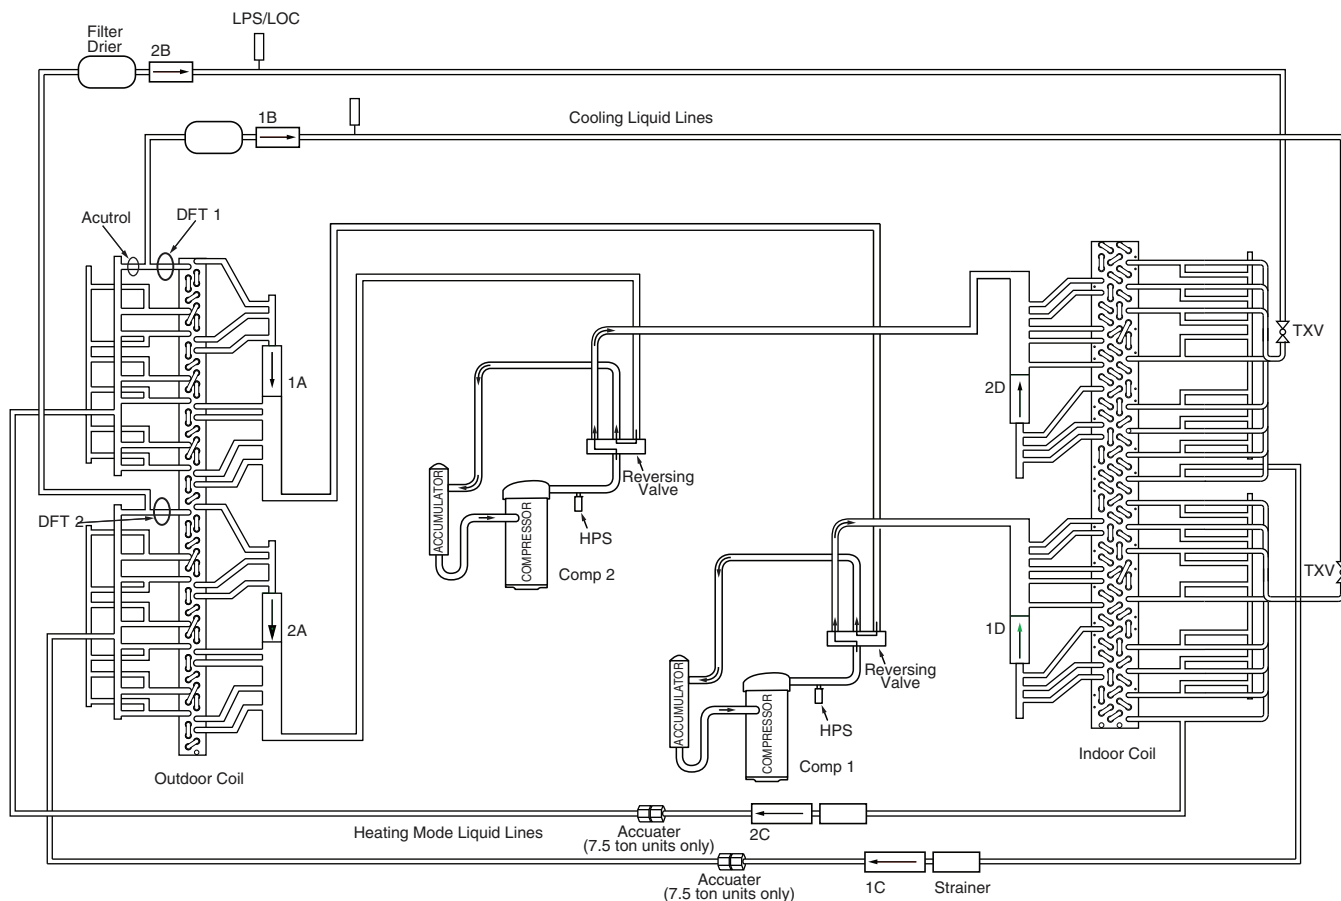 LPS/LOC
Filter
Drier
2B
1B
Cooling Liquid Lines
Acutrol
DFT 1
1A
2D
TXV
ACCUMULATOR
COMPRESSOR
Reversing
Valve
HPS
Comp 2
DFT 2
2A
1D
TXV
ACCUMULATOR
COMPRESSOR
Reversing
Valve
HPS
Comp 1
Outdoor Coil
Indoor Coil
Heating Mode Liquid Lines
Accuater
(7.5 ton units only)
2C
Accuater
(7.5 ton units only)
1C
Strainer